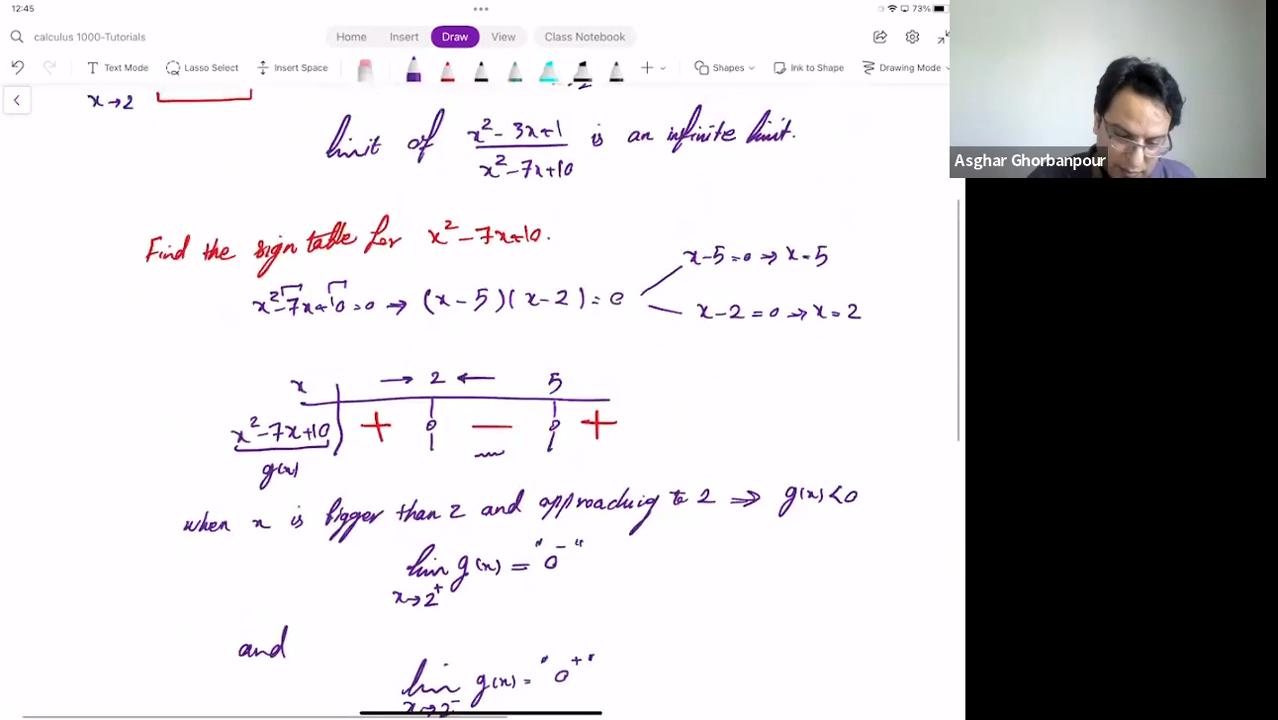 12:45
73%
calculus 1000-Tutorials
Home Insert Draw View Class Notebook
Text Mode Lasso Select Insert Space Shapes Ink to Shape Drawing Mode
x→2
limit of x²-3x+1 / x²-7x+10 is an infinite limit.
Asghar Ghorbanpour
Find the sign table for x²-7x+10.
x-5=0 ⇒ x=5
x²-7x+10=0 → (x-5)(x-2)=0
x-2=0 → x=2
x → 2 ← 5
x²-7x+10 + 0 — 0 +
g(x)
when x is bigger than 2 and approaching to 2 ⇒ g(x)<0
lim g(x) = "0⁻"
x→2⁺
and
lim g(x) = "0⁺"
x→2⁻